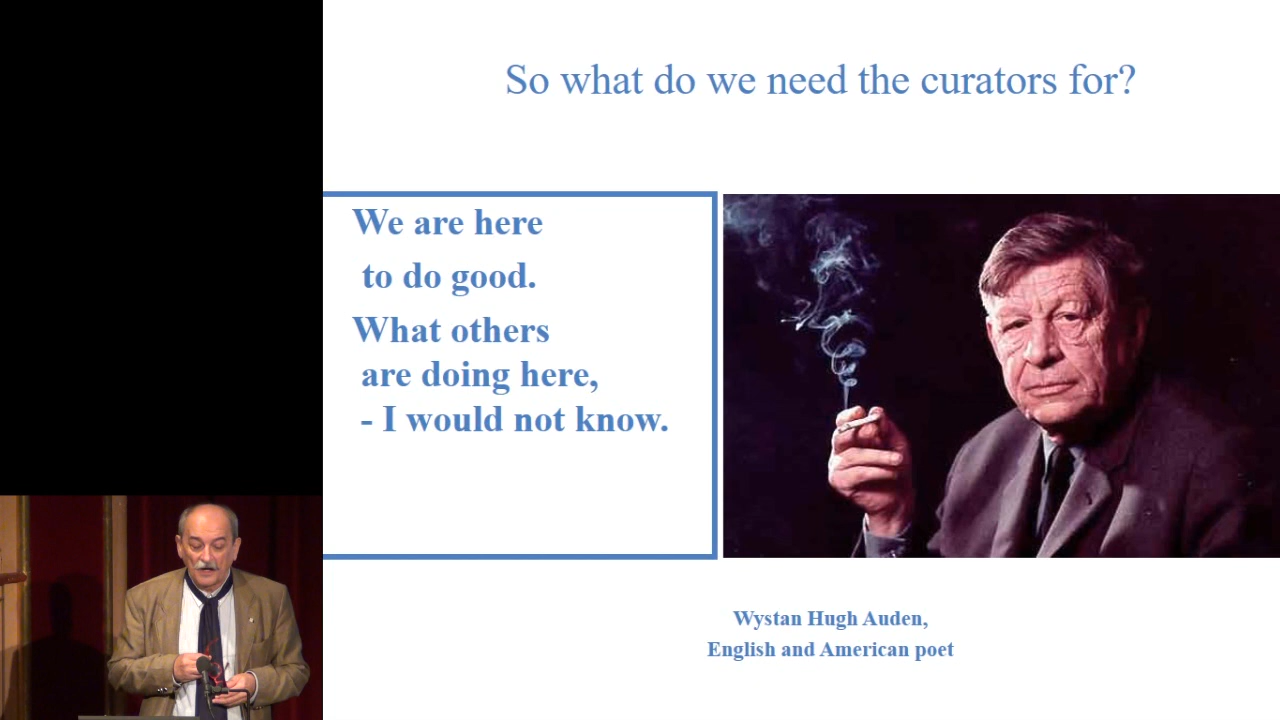 So what do we need the curators for?
We are here
to do good.
What others
are doing here,
- I would not know.
Wystan Hugh Auden,
English and American poet